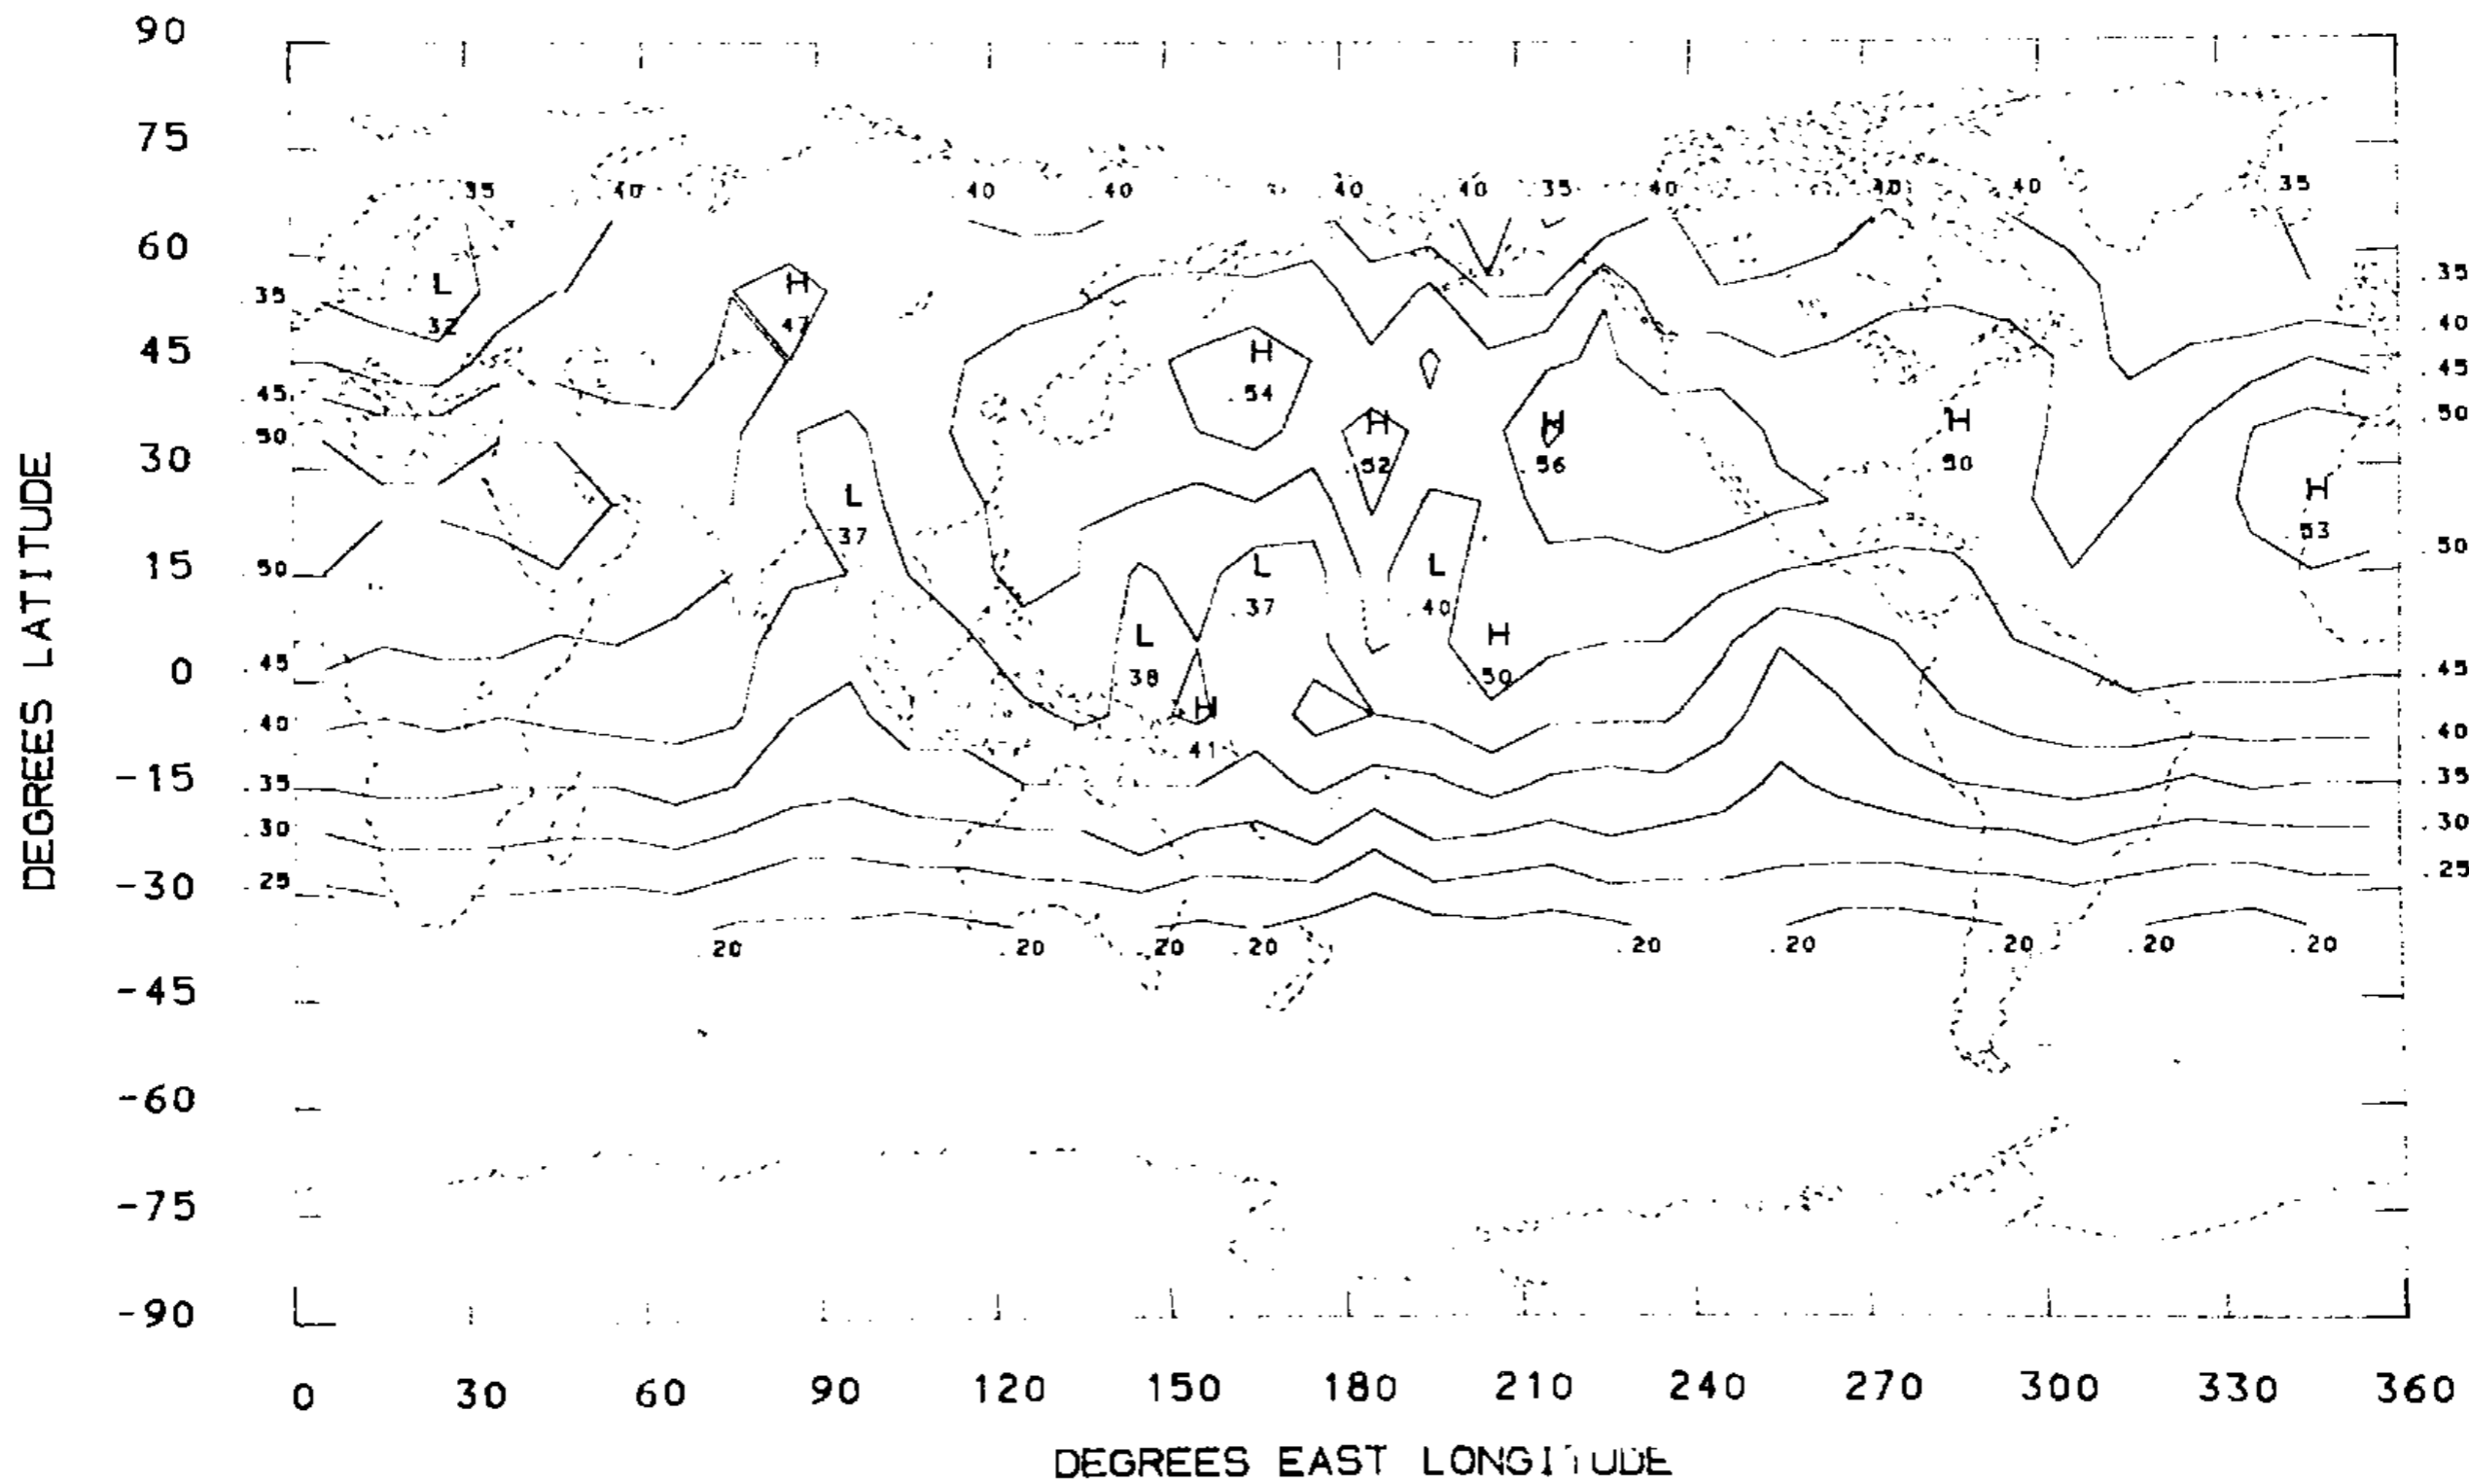 90
75
35 40 40 40 40 40 35 40 40 40 35
60
L H .35
.35 32 47 .40
45 H .45
.45 .54 H H H .50
.50
30 52 .56 .50
L H
37 53
15 .50 L L .50
.37 .40
L H
0 .45 .38 .50 .45
H
.40 .41 .40
-15 .35 .35
.30 .30
-30 .25 .25
.20 .20 .20 .20 .20 .20 .20 .20 .20
-45
-60
-75
-90
0 30 60 90 120 150 180 210 240 270 300 330 360
DEGREES LATITUDE
DEGREES EAST LONGITUDE